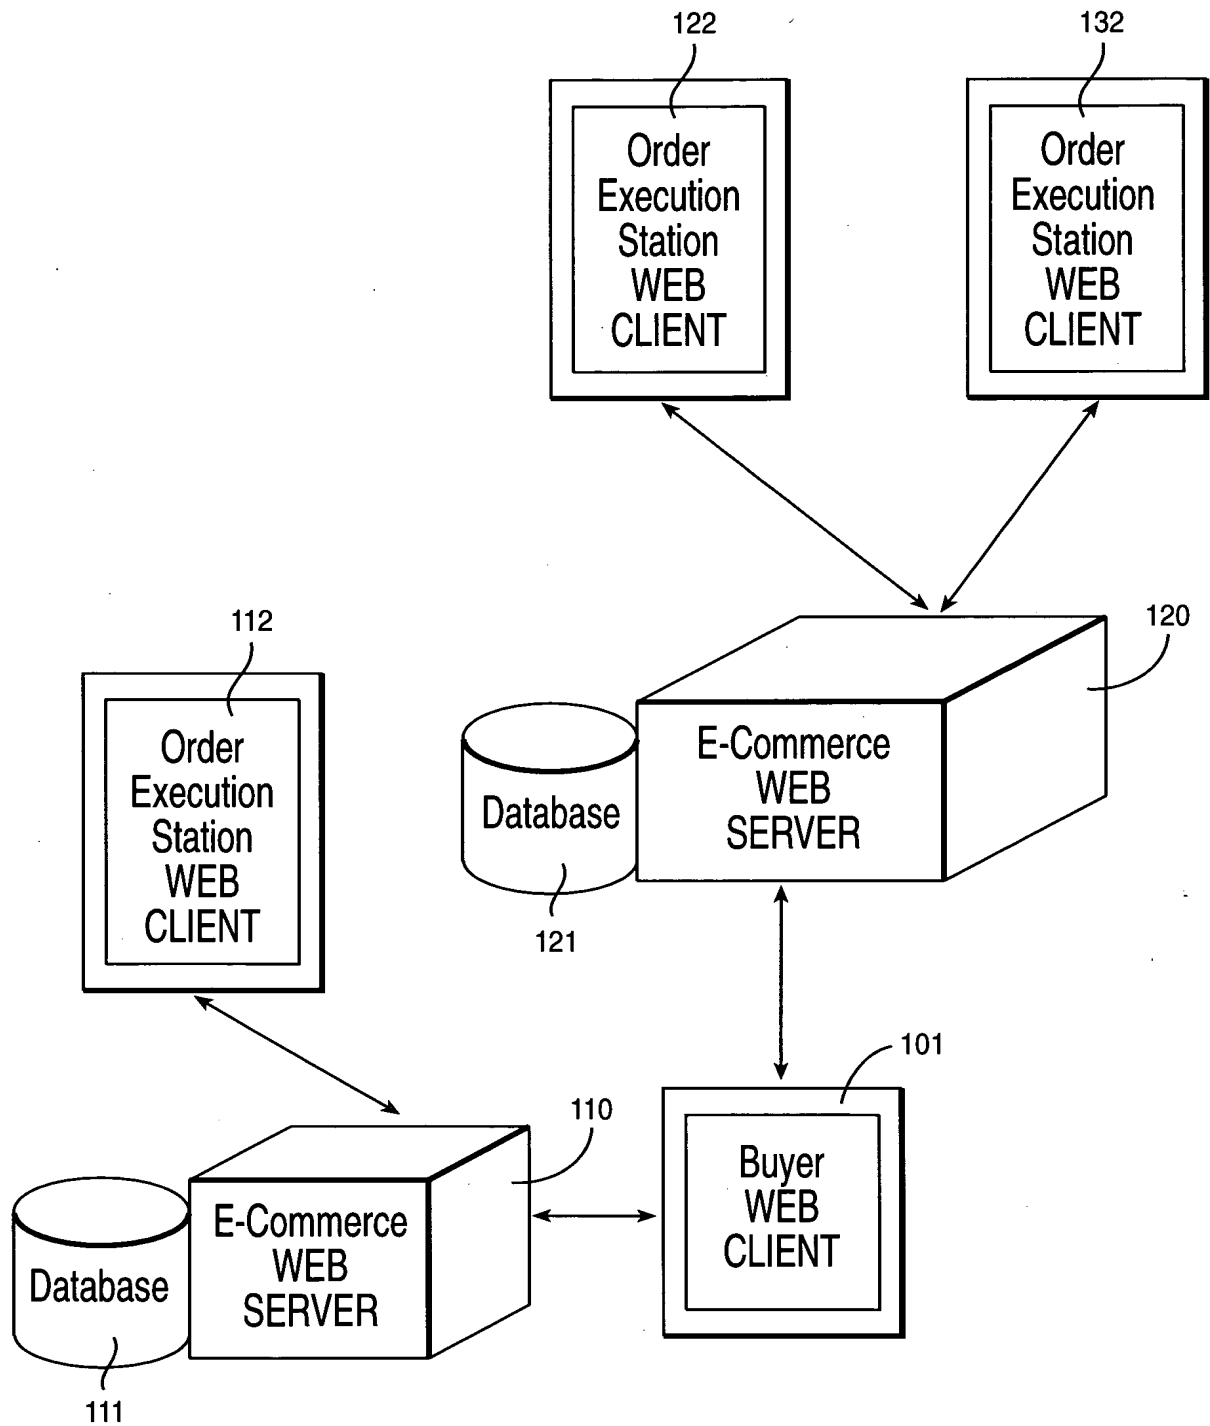 122
132
Order
Execution
Station
WEB
CLIENT
Order
Execution
Station
WEB
CLIENT
112
120
Order
Execution
Station
WEB
CLIENT
E-Commerce
WEB
SERVER
Database
121
101
110
Buyer
WEB
CLIENT
E-Commerce
WEB
SERVER
Database
111